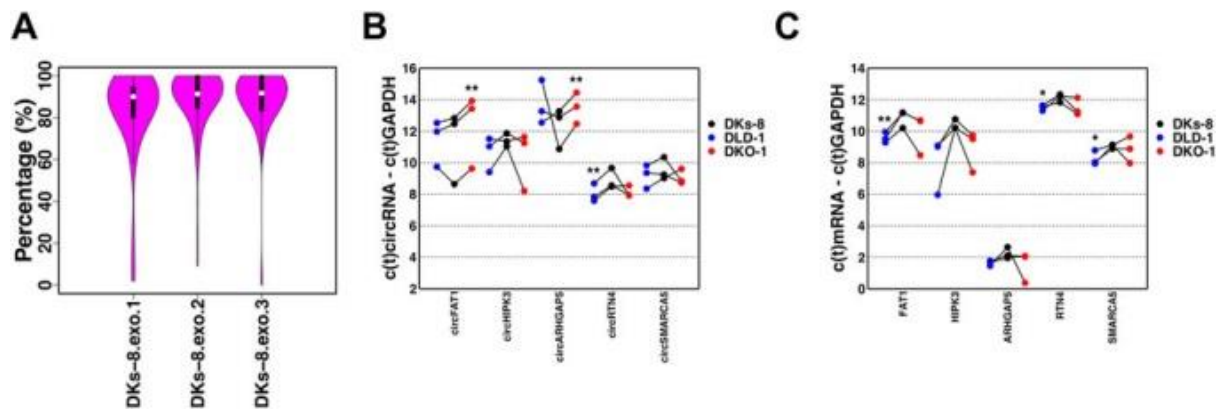 A
Percentage (%)
100
80
60
40
20
0
DKs-8.exo.1
DKs-8.exo.2
DKs-8.exo.3
B
c(t)circRNA - c(t)GAPDH
16
14
12
10
8
6
4
2
**
**
**
circFAT1
circHIPK3
circARHGAP5
circRTN4
circSMARCA5
DKs-8
DLD-1
DKO-1
C
c(t)mRNA - c(t)GAPDH
14
12
10
8
6
4
2
0
**
*
*
FAT1
HIPK3
ARHGAP5
RTN4
SMARCA5
DKs-8
DLD-1
DKO-1